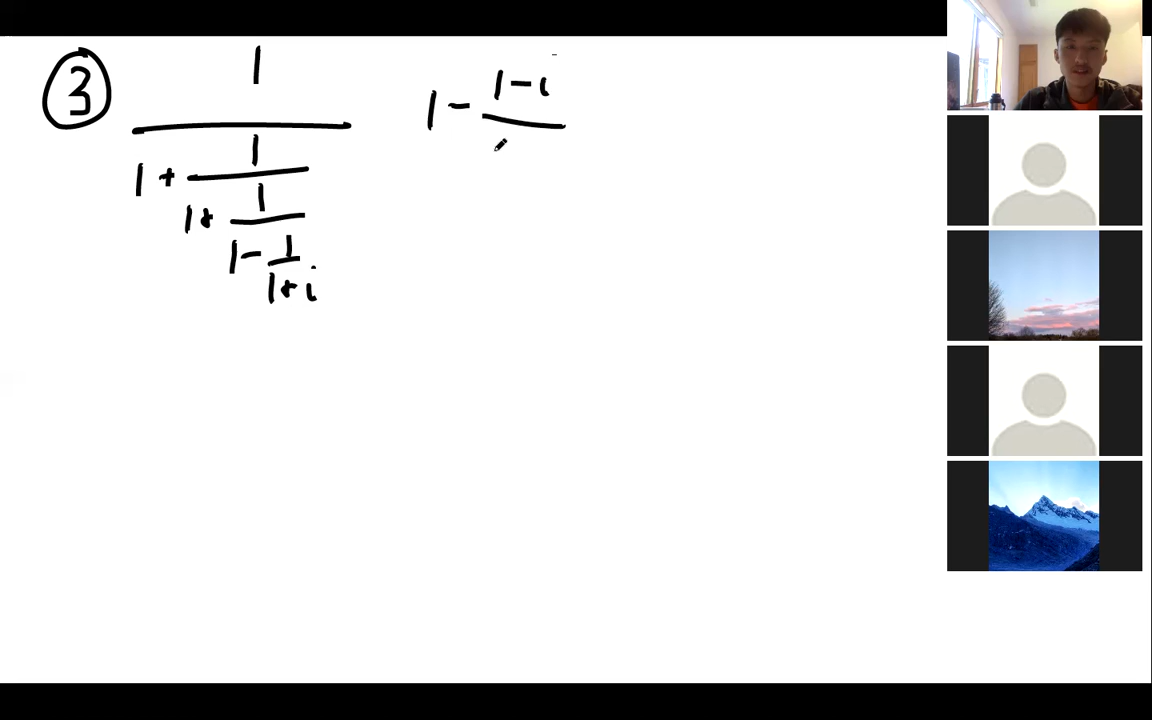 ③
1
1 + 1
1 + 1
1 - 1
1 + i
1 - 1 - i